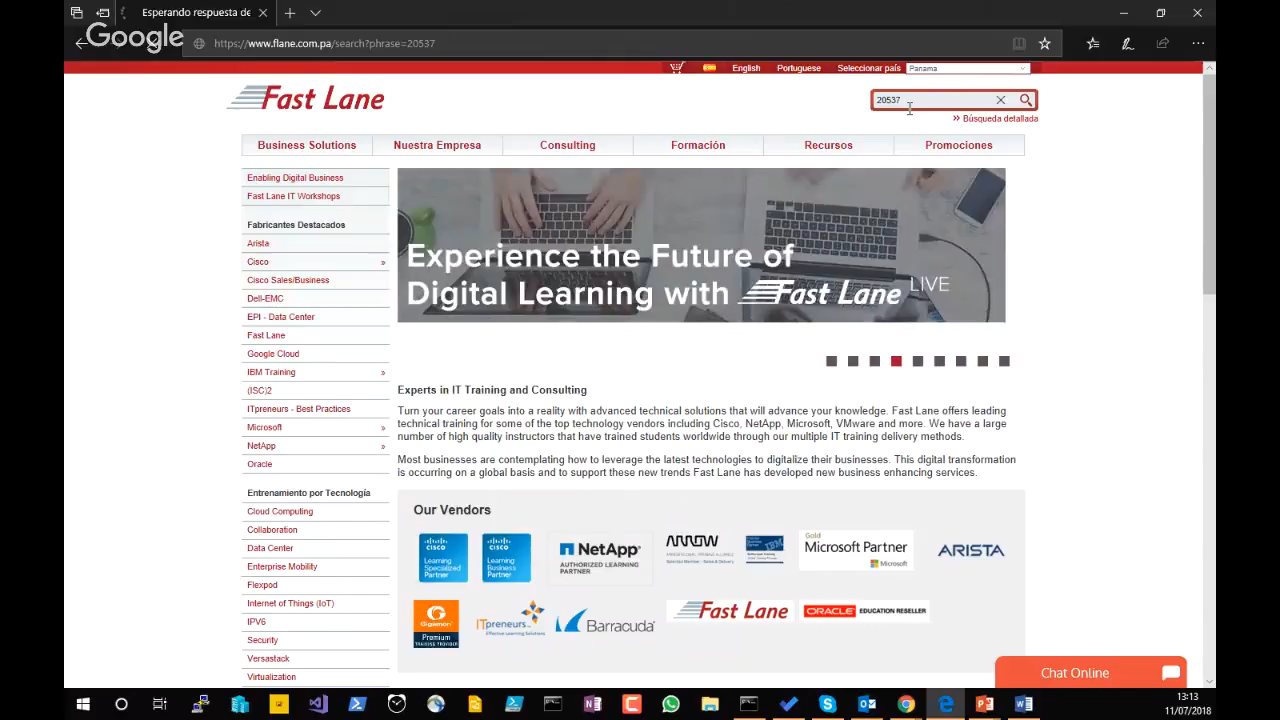 Esperando respuesta de
Google
https://www.flane.com.pa/search?phrase=20537
English
Portuguese
Seleccionar país
Panama
Fast Lane
20537
Búsqueda detallada
Business Solutions
Nuestra Empresa
Consulting
Formación
Recursos
Promociones
Enabling Digital Business
Fast Lane IT Workshops
Fabricantes Destacados
Arista
Cisco
Cisco Sales/Business
Dell-EMC
EPI - Data Center
Fast Lane
Google Cloud
IBM Training
(ISC)2
ITpreneurs - Best Practices
Microsoft
NetApp
Oracle
Entrenamiento por Tecnología
Cloud Computing
Collaboration
Data Center
Enterprise Mobility
Flexpod
Internet of Things (IoT)
IPV6
Security
Versastack
Virtualization
Experience the Future of
Digital Learning with Fast Lane LIVE
Experts in IT Training and Consulting
Turn your career goals into a reality with advanced technical solutions that will advance your knowledge. Fast Lane offers leading
technical training for some of the top technology vendors including Cisco, NetApp, Microsoft, VMware and more. We have a large
number of high quality instructors that have trained students worldwide through our multiple IT training delivery methods.
Most businesses are contemplating how to leverage the latest technologies to digitalize their businesses. This digital transformation
is occurring on a global basis and to support these new trends Fast Lane has developed new business enhancing services.
Our Vendors
CISCO
Learning
Specialized
Partner
CISCO
Learning
Business
Partner
NetApp
AUTHORIZED LEARNING
PARTNER
ARROW
IBM
Gold
Microsoft Partner
Microsoft
ARISTA
Gigamon
Premium
TRAINING PROVIDER
ITpreneurs
Effective Learning Solutions
Barracuda
Fast Lane
ORACLE EDUCATION RESELLER
Chat Online
13:13
11/07/2018